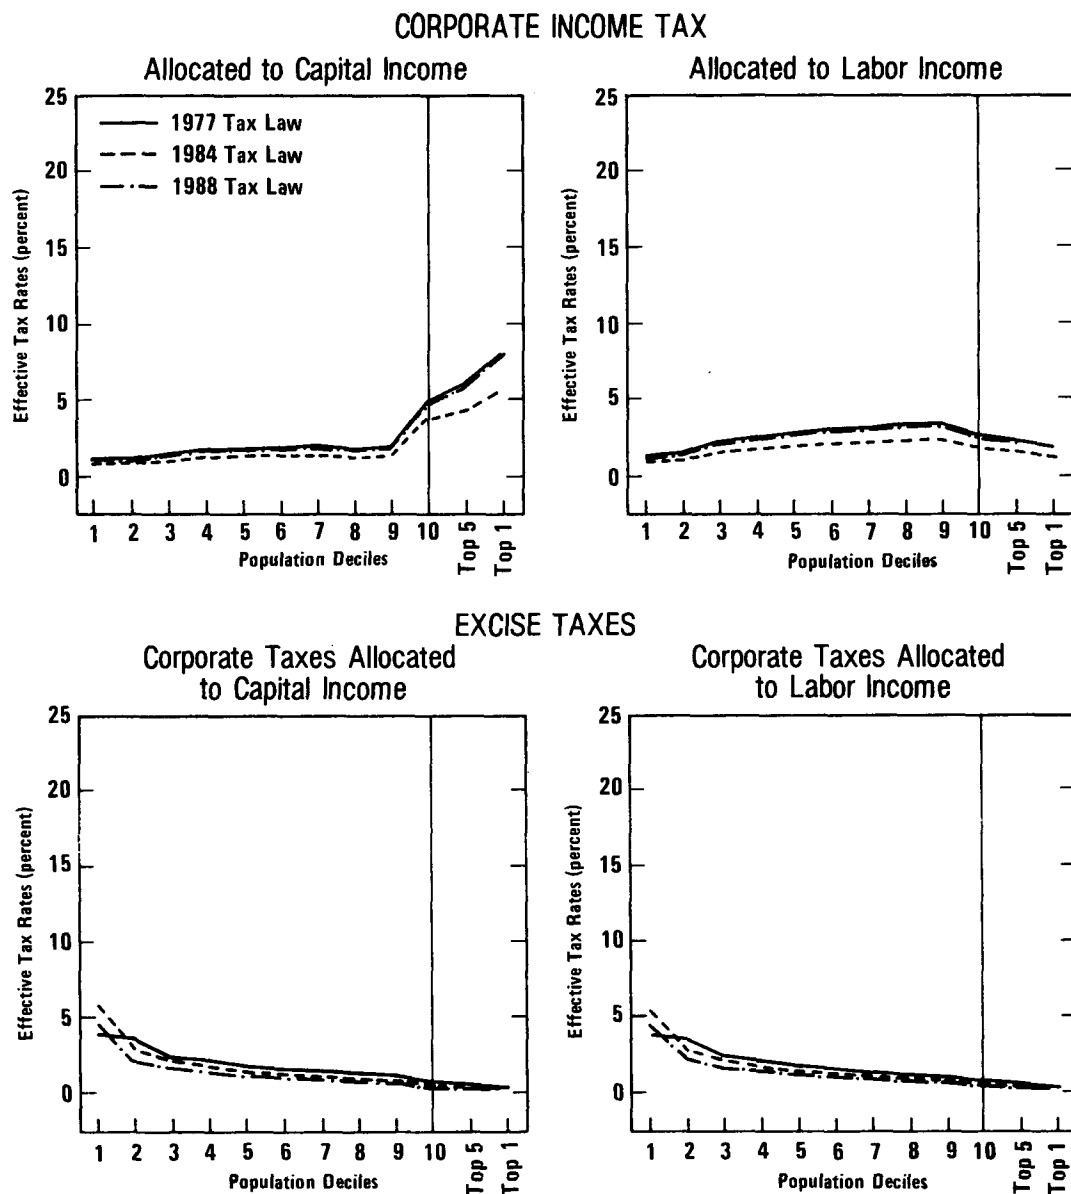 CORPORATE INCOME TAX
Allocated to Capital Income
25
20
15
10
5
0
Effective Tax Rates (percent)
1977 Tax Law
1984 Tax Law
1988 Tax Law
1 2 3 4 5 6 7 8 9 10 Top 5 Top 1
Population Deciles
Allocated to Labor Income
25
20
15
10
5
0
Effective Tax Rates (percent)
1 2 3 4 5 6 7 8 9 10 Top 5 Top 1
Population Deciles
EXCISE TAXES
Corporate Taxes Allocated
to Capital Income
25
20
15
10
5
0
Effective Tax Rates (percent)
1 2 3 4 5 6 7 8 9 10 Top 5 Top 1
Population Deciles
Corporate Taxes Allocated
to Labor Income
25
20
15
10
5
0
Effective Tax Rates (percent)
1 2 3 4 5 6 7 8 9 10 Top 5 Top 1
Population Deciles